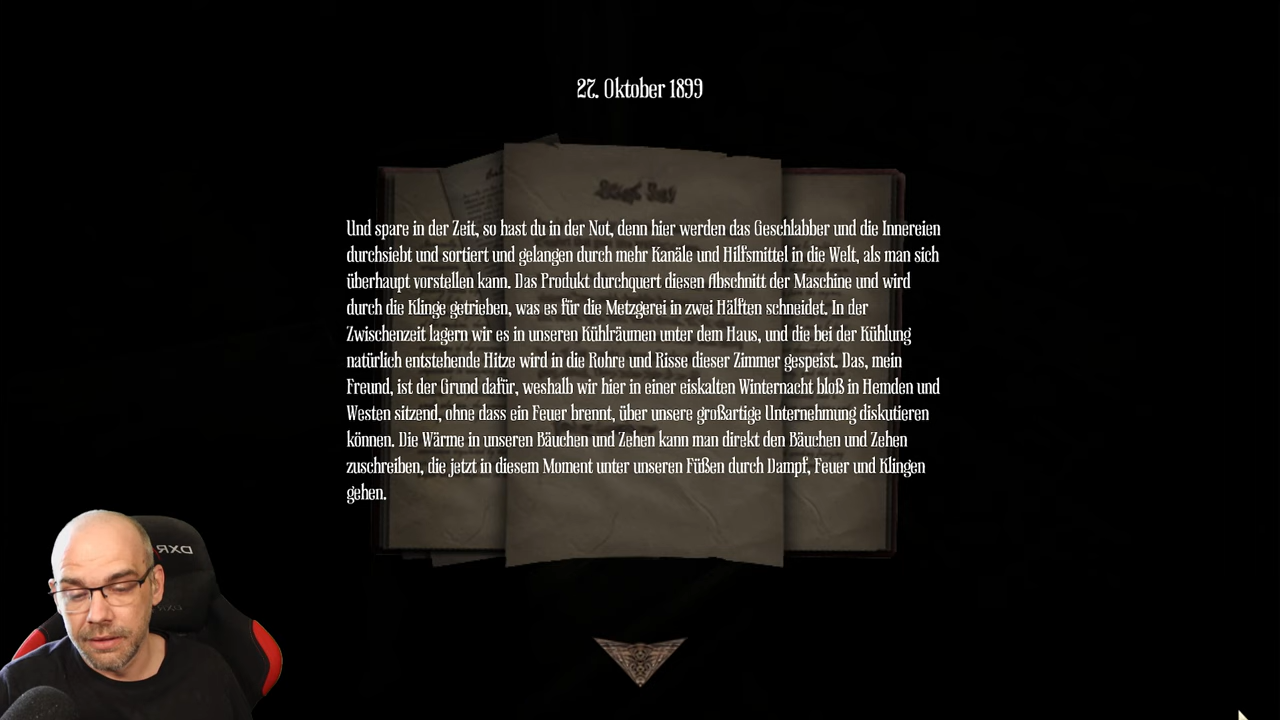 27. Oktober 1899
Und spare in der Zeit, so hast du in der Not, denn hier werden das Geschlabber und die Innereien
durchsiebt und sortiert und gelangen durch mehr Kanäle und Hilfsmittel in die Welt, als man sich
überhaupt vorstellen kann. Das Produkt durchquert diesen Abschnitt der Maschine und wird
durch die Klinge getrieben, was es für die Metzgerei in zwei Hälften schneidet. In der
Zwischenzeit lagern wir es in unseren Kühlräumen unter dem Haus, und die bei der Kühlung
natürlich entstehende Hitze wird in die Rohre und Risse dieser Zimmer gespeist. Das, mein
Freund, ist der Grund dafür, weshalb wir hier in einer eiskalten Winternacht bloß in Hemden und
Westen sitzend, ohne dass ein Feuer brennt, über unsere großartige Unternehmung diskutieren
können. Die Wärme in unseren Bäuchen und Zehen kann man direkt den Bäuchen und Zehen
zuschreiben, die jetzt in diesem Moment unter unseren Füßen durch Dampf, Feuer und Klingen
gehen.
DXR